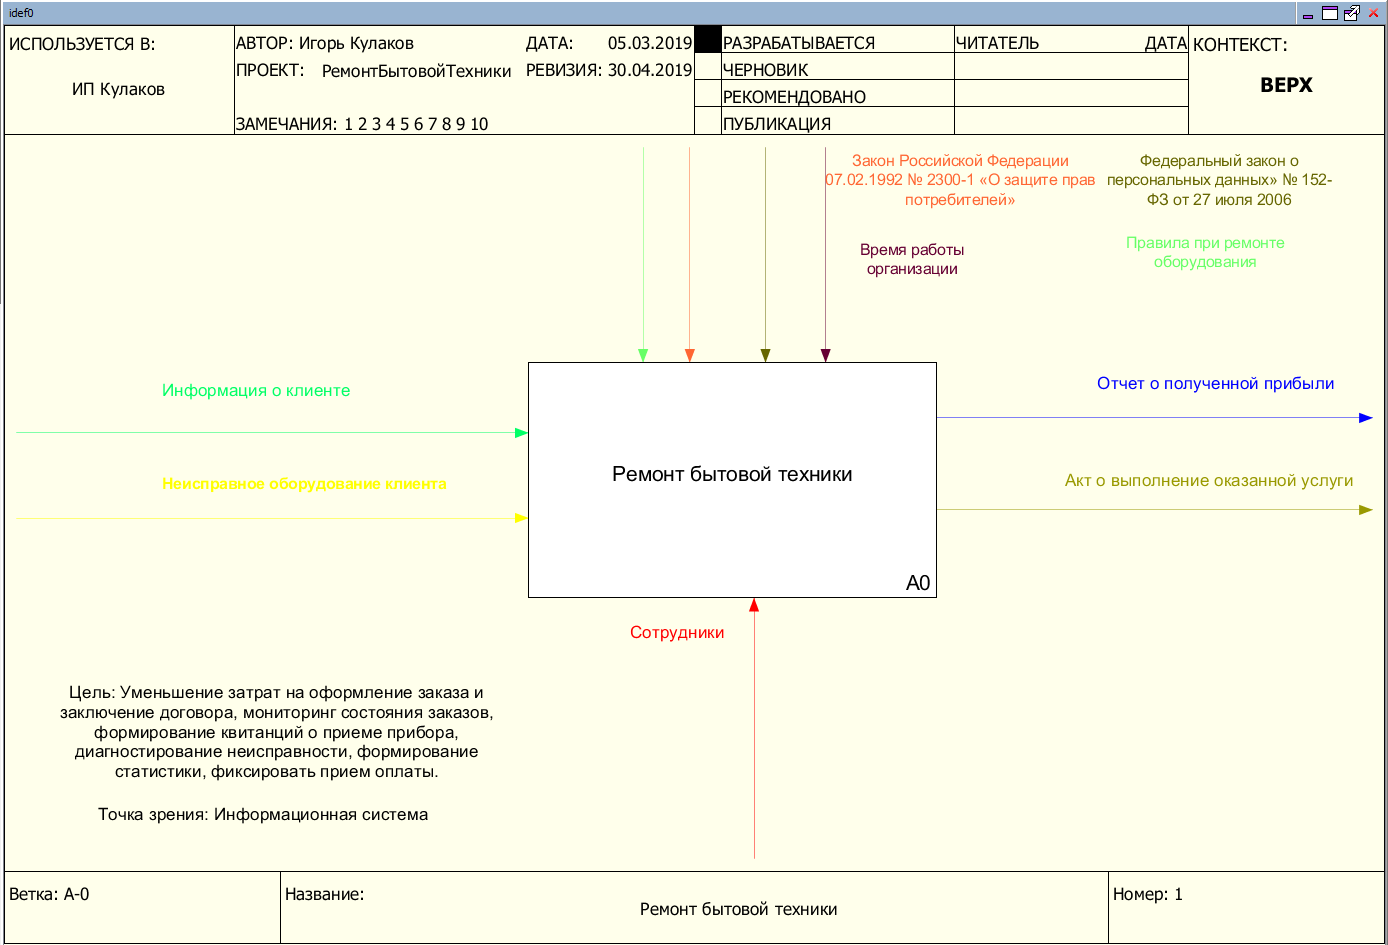 idef0
ИСПОЛЬЗУЕТСЯ В:
ИП Кулаков
АВТОР: Игорь Кулаков
ДАТА: 05.03.2019
ПРОЕКТ: РемонтБытовойТехники
РЕВИЗИЯ: 30.04.2019
ЗАМЕЧАНИЯ: 1 2 3 4 5 6 7 8 9 10
РАЗРАБАТЫВАЕТСЯ
ЧЕРНОВИК
РЕКОМЕНДОВАНО
ПУБЛИКАЦИЯ
ЧИТАТЕЛЬ ДАТА
КОНТЕКСТ:
ВЕРХ
Закон Российской Федерации
07.02.1992 № 2300-1 «О защите прав
потребителей»
Федеральный закон о
персональных данных» № 152-
ФЗ от 27 июля 2006
Время работы
организации
Правила при ремонте
оборудования
Информация о клиенте
Отчет о полученной прибыли
Неисправное оборудование клиента
Ремонт бытовой техники
Акт о выполнение оказанной услуги
A0
Сотрудники
Цель: Уменьшение затрат на оформление заказа и
заключение договора, мониторинг состояния заказов,
формирование квитанций о приеме прибора,
диагностирование неисправности, формирование
статистики, фиксировать прием оплаты.
Точка зрения: Информационная система
Ветка: A-0
Название:
Ремонт бытовой техники
Номер: 1